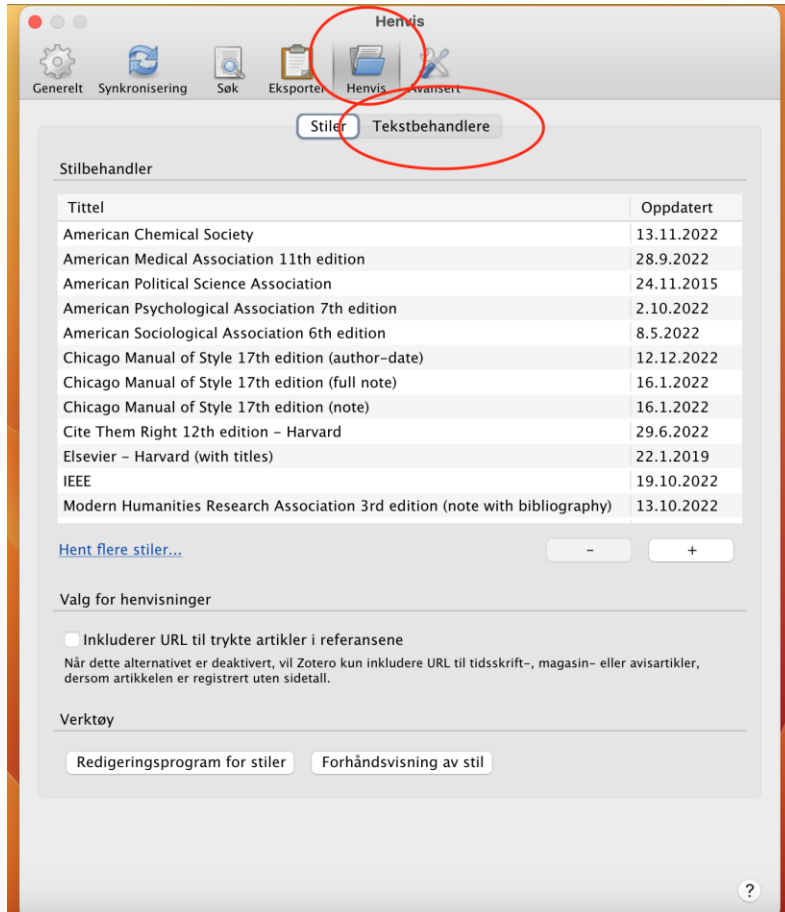 Henvis
Generelt Synkronisering Søk Eksporter Henvis Avansert
Stiler Tekstbehandlere
Stilbehandler
Tittel Oppdatert
American Chemical Society 13.11.2022
American Medical Association 11th edition 28.9.2022
American Political Science Association 24.11.2015
American Psychological Association 7th edition 2.10.2022
American Sociological Association 6th edition 8.5.2022
Chicago Manual of Style 17th edition (author-date) 12.12.2022
Chicago Manual of Style 17th edition (full note) 16.1.2022
Chicago Manual of Style 17th edition (note) 16.1.2022
Cite Them Right 12th edition - Harvard 29.6.2022
Elsevier - Harvard (with titles) 22.1.2019
IEEE 19.10.2022
Modern Humanities Research Association 3rd edition (note with bibliography) 13.10.2022
Hent flere stiler... - +
Valg for henvisninger
Inkluderer URL til trykte artikler i referansene
Når dette alternativet er deaktivert, vil Zotero kun inkludere URL til tidsskrift-, magasin- eller avisartikler,
dersom artikkelen er registrert uten sidetall.
Verktøy
Redigeringsprogram for stiler Forhåndsvisning av stil
?